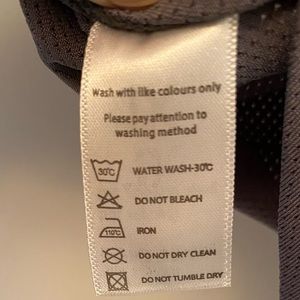 Wash with like colours only
Please pay attention to
washing method
30°C WATER WASH-30°C
DO NOT BLEACH
110°C IRON
DO NOT DRY CLEAN
DO NOT TUMBLE DRY